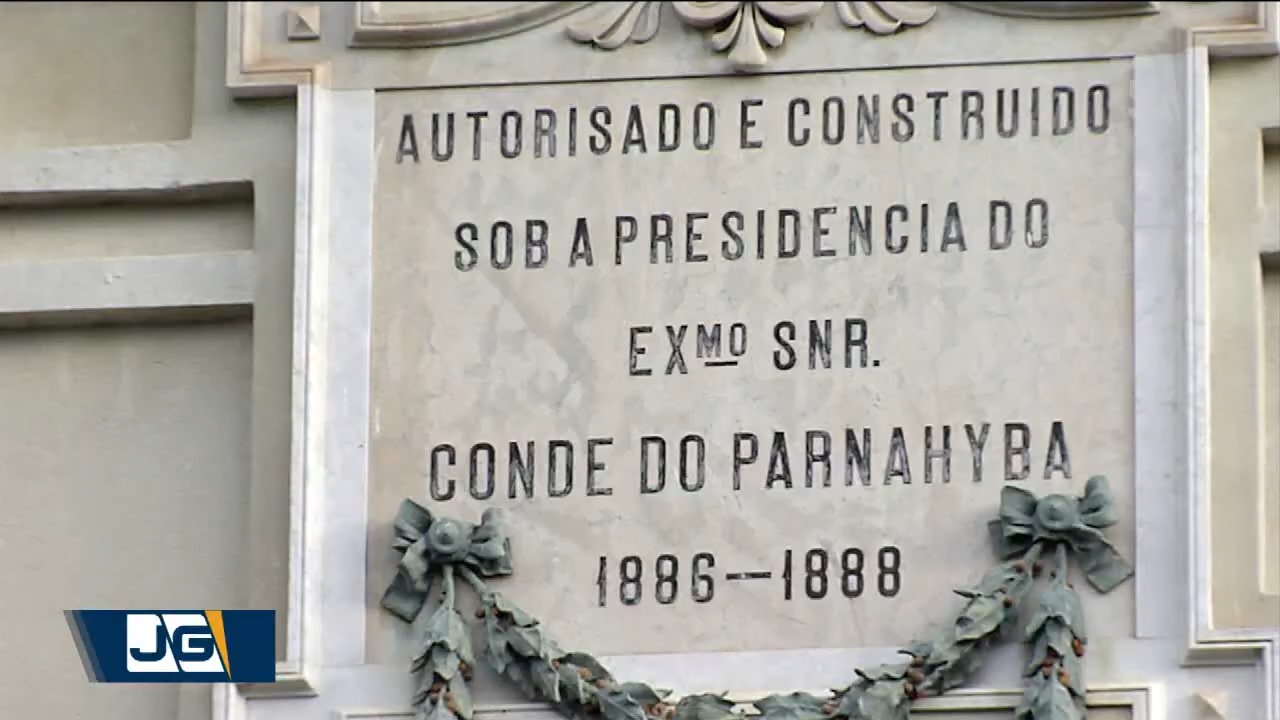 AUTORISADO E CONSTRUIDO
SOB A PRESIDENCIA DO
EXMO SNR.
CONDE DO PARNAHYBA
1886—1888
JG